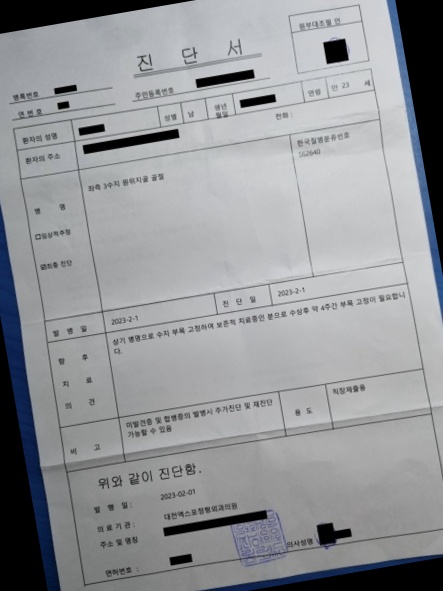 원부대조필 인
진 단 서
병록번호
연 번 호
주민등록번호
환자의 성명
성별 남
생년월일
연령 만 23 세
환자의 주소
전화 :
병 명
좌측 3수지 원위지골 골절
한국질병분류번호
S62640
□임상적추정
☑최종 진단
발 병 일 2023-2-1 진 단 일 2023-2-1
향 후 치 료 의 견
상기 병명으로 수지 부목 고정하여 보존적 치료중인 분으로 수상후 약 4주간 부목 고정이 필요합니다.
비 고
미발견증 및 합병증의 발병시 추가진단 및 재진단
가능할 수 있음
용 도 직장제출용
위와 같이 진단함.
발 행 일: 2023-02-01
의 료 기 관 : 대전엑스포정형외과의원
주소 및 명칭
면허번호 : 의사성명